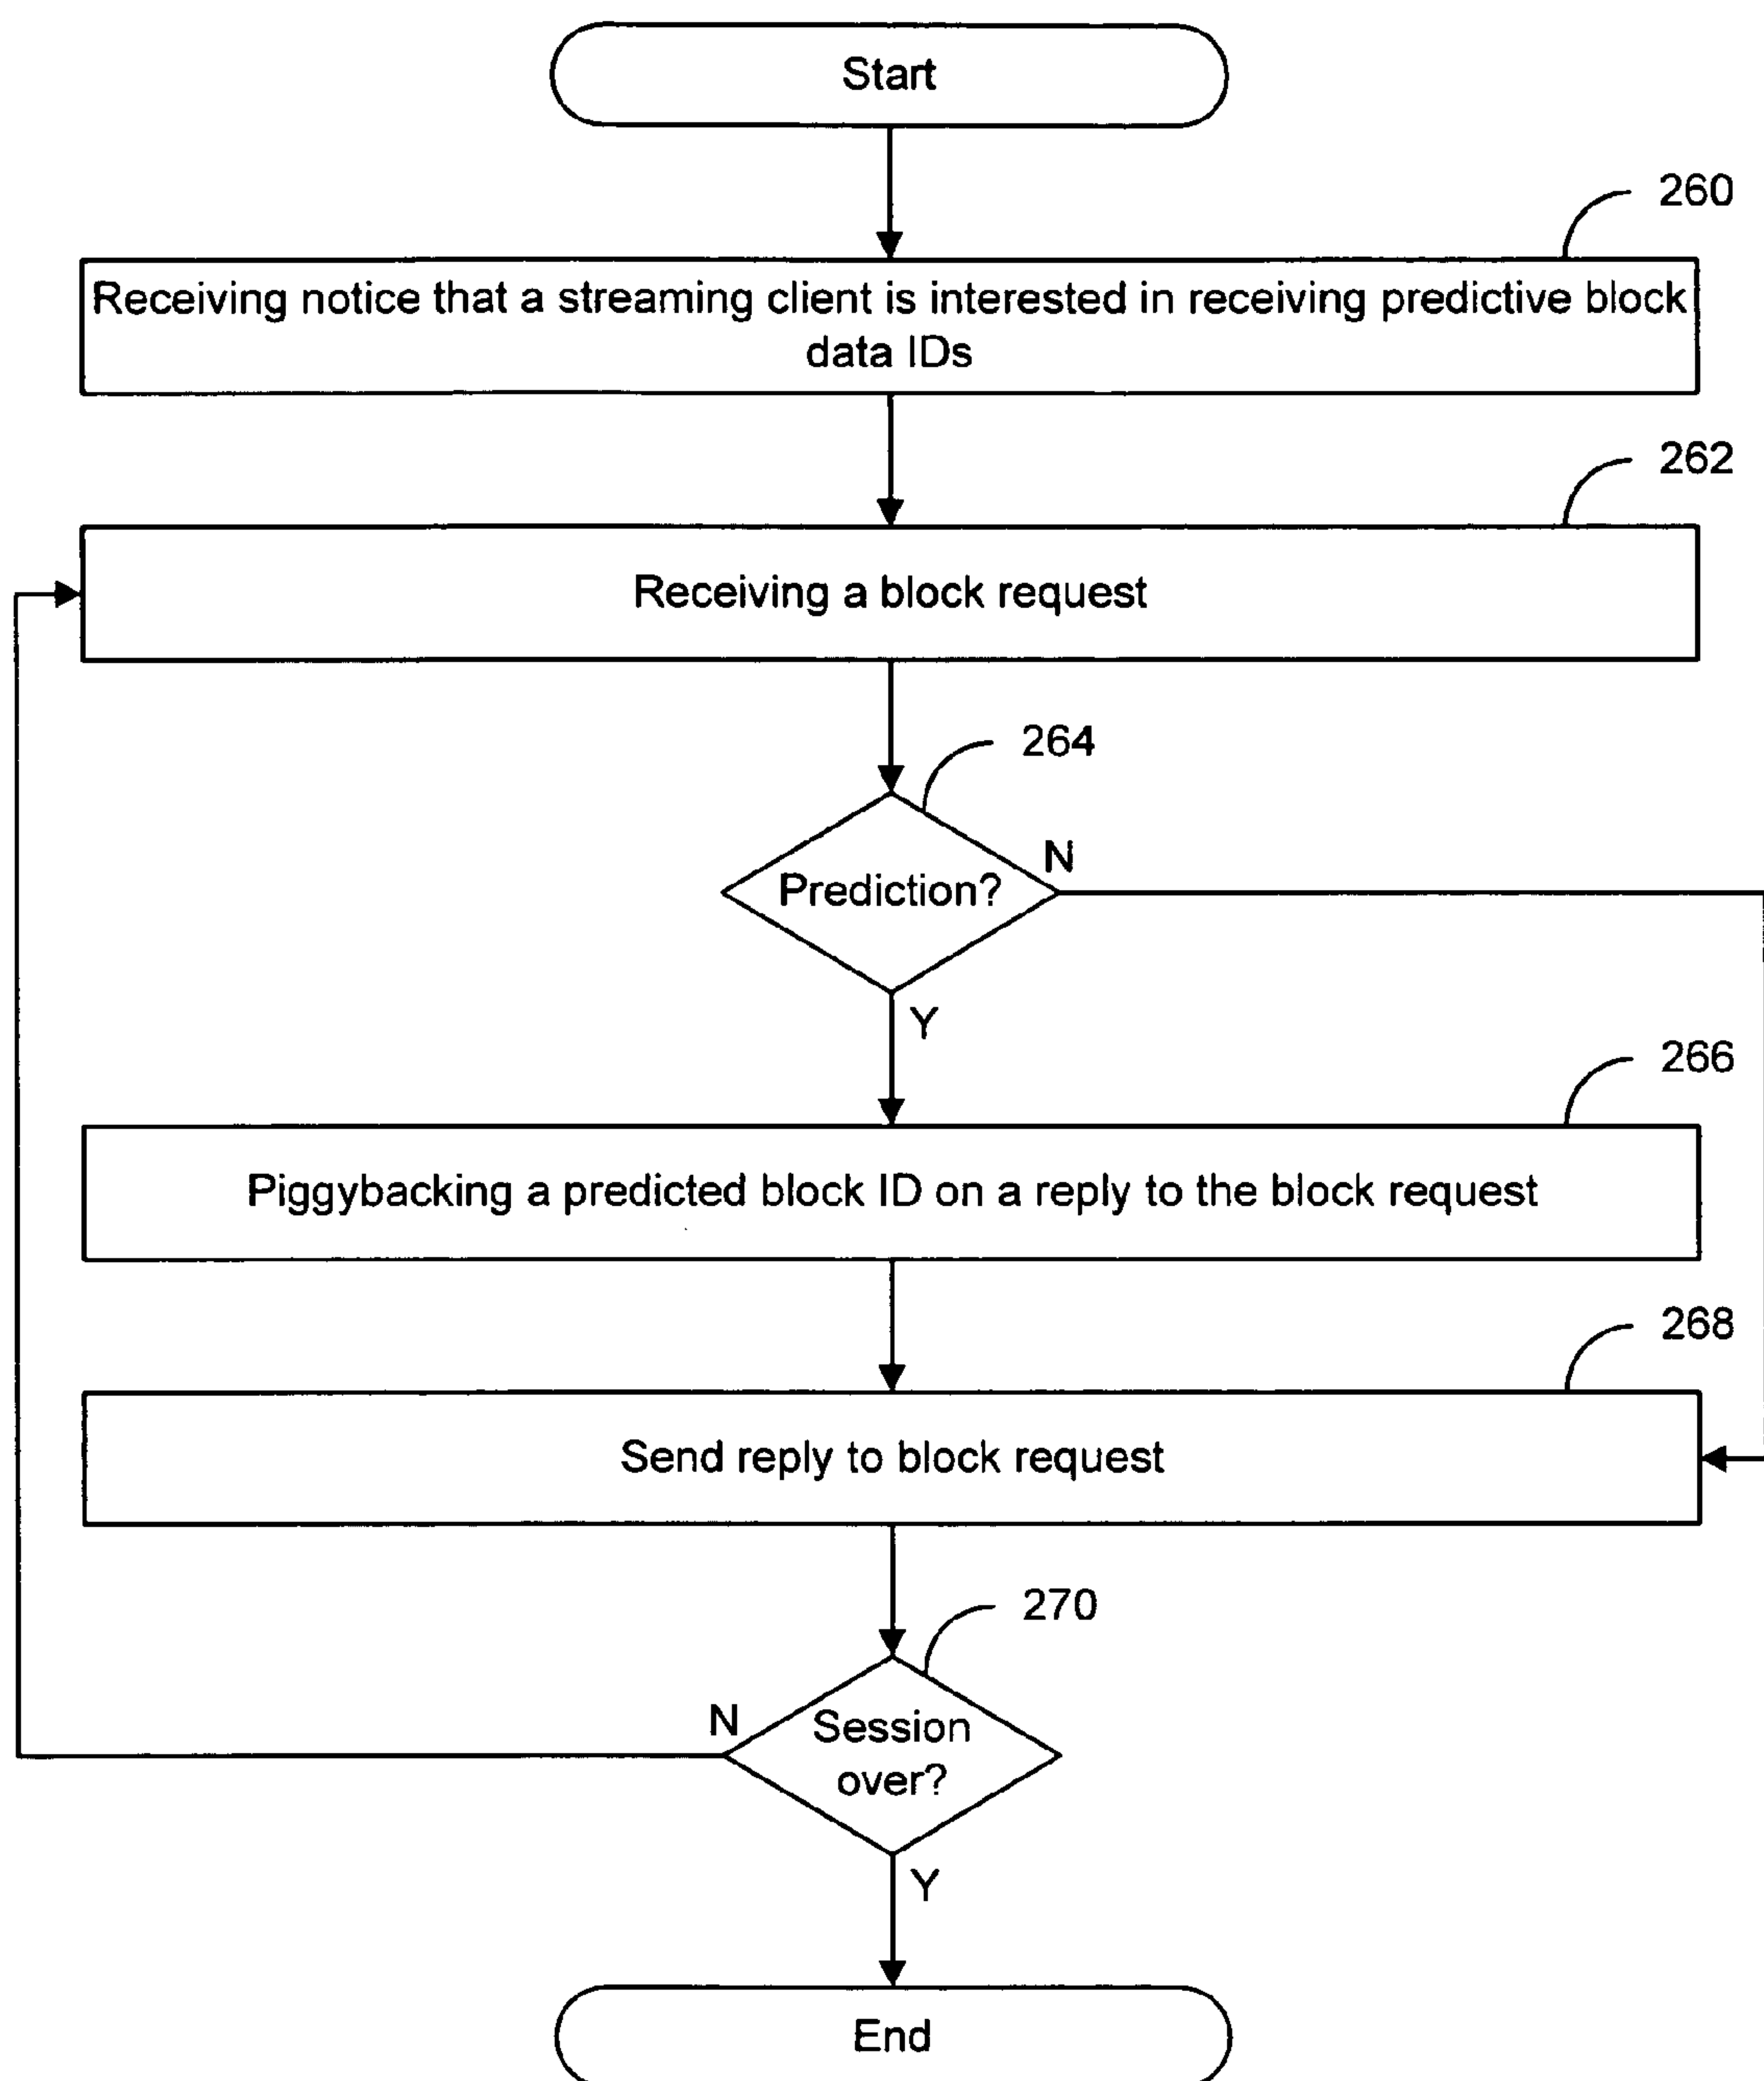 Start
260
Receiving notice that a streaming client is interested in receiving predictive block
data IDs
262
Receiving a block request
264
N
Prediction?
Y
266
Piggybacking a predicted block ID on a reply to the block request
268
Send reply to block request
270
N
Session
over?
Y
End